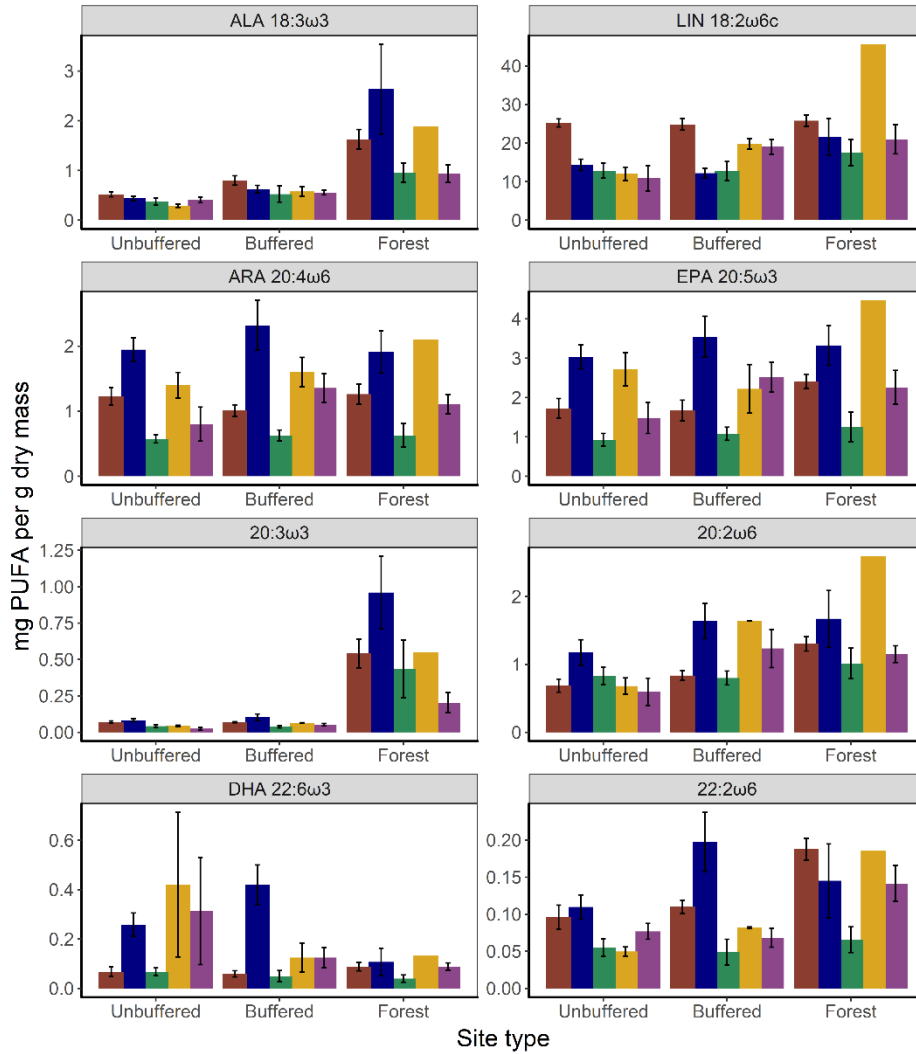 ALA 18:3ω3
3
2
1
0
Unbuffered Buffered Forest
LIN 18:2ω6c
40
30
20
10
0
Unbuffered Buffered Forest
ARA 20:4ω6
2
1
0
Unbuffered Buffered Forest
EPA 20:5ω3
4
3
2
1
0
Unbuffered Buffered Forest
20:3ω3
1.25
1.00
0.75
0.50
0.25
0.00
Unbuffered Buffered Forest
20:2ω6
2
1
0
Unbuffered Buffered Forest
DHA 22:6ω3
0.6
0.4
0.2
0.0
Unbuffered Buffered Forest
22:2ω6
0.20
0.15
0.10
0.05
0.00
Unbuffered Buffered Forest
mg PUFA per g dry mass
Site type